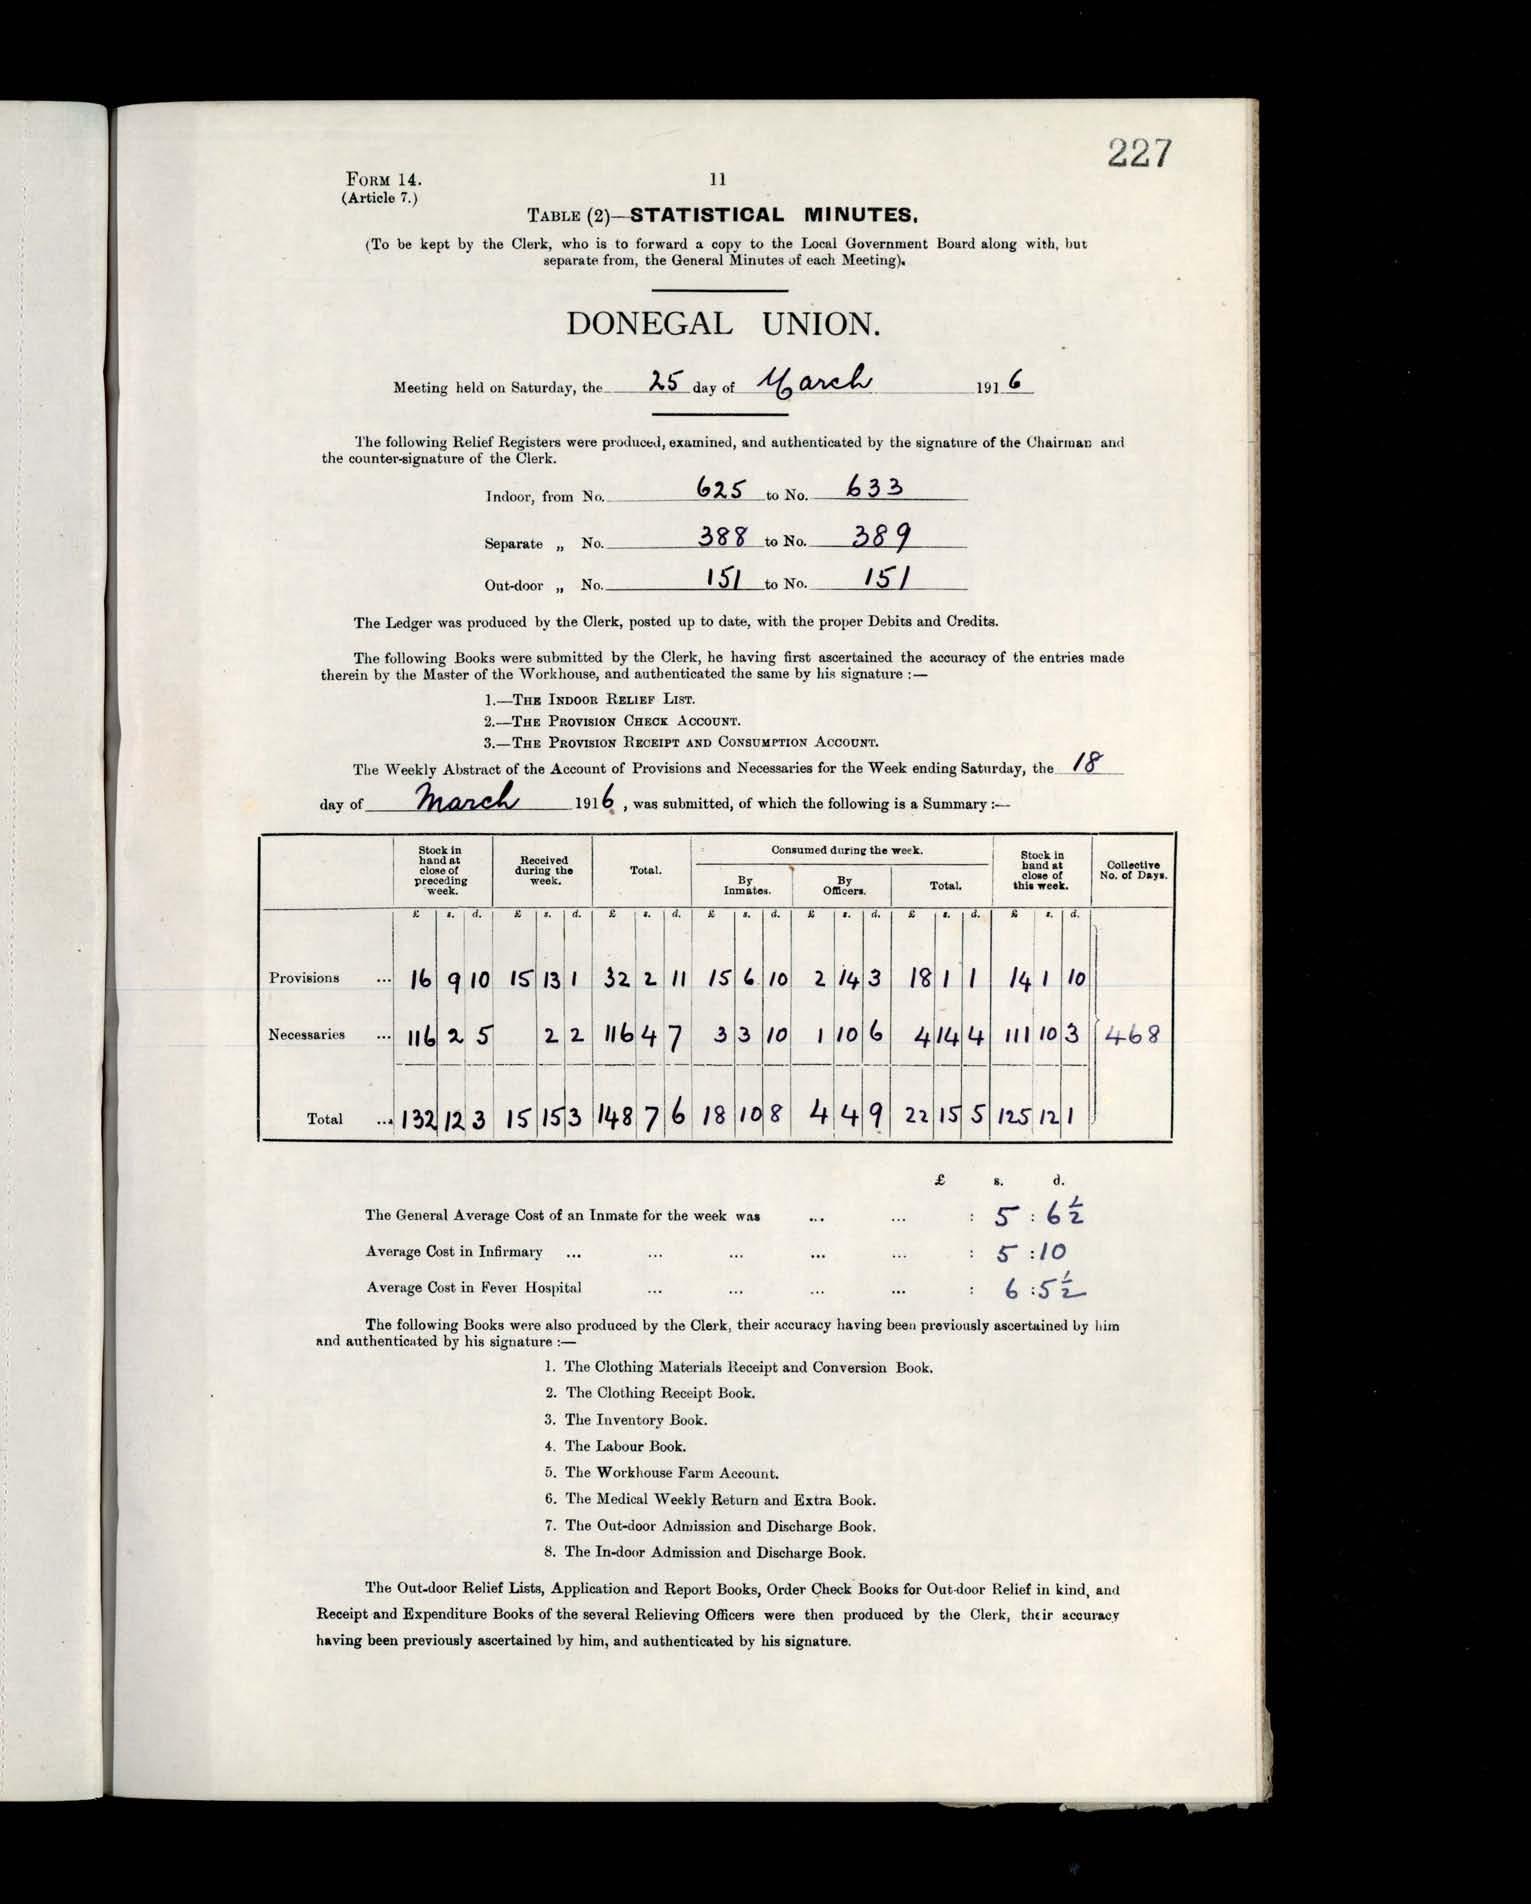 227
FORM 14.
11
(Article 7.)
TABLE (2)—STATISTICAL MINUTES.
(To be kept by the Clerk, who is to forward a copy to the Local Government Board along with, but
separate from, the General Minutes of each Meeting).
DONEGAL UNION.
Meeting held on Saturday, the 25 day of March 1916
The following Relief Registers were produced, examined, and authenticated by the signature of the Chairman and
the counter-signature of the Clerk.
Indoor, from No. 625 to No. 633
Separate „ No. 388 to No. 389
Out-door „ No. 151 to No. 151
The Ledger was produced by the Clerk, posted up to date, with the proper Debits and Credits.
The following Books were submitted by the Clerk, he having first ascertained the accuracy of the entries made
therein by the Master of the Workhouse, and authenticated the same by his signature :—
1.—THE INDOOR RELIEF LIST.
2.—THE PROVISION CHECK ACCOUNT.
3.—THE PROVISION RECEIPT AND CONSUMPTION ACCOUNT.
The Weekly Abstract of the Account of Provisions and Necessaries for the Week ending Saturday, the 18
day of March 1916, was submitted, of which the following is a Summary :—
Stock in hand at close of preceding week. Received during the week. Total. Consumed during the week. Stock in hand at close of this week. Collective No. of Days.
By Inmates. By Officers. Total.
£ s. d. £ s. d. £ s. d. £ s. d. £ s. d. £ s. d. £ s. d.
Provisions ... 16 9 10 15 13 1 32 2 11 15 6 10 2 14 3 18 1 1 14 1 10
Necessaries ... 116 2 5 2 2 116 4 7 3 3 10 1 10 6 4 14 4 111 10 3 468
Total ... 132 12 3 15 15 3 148 7 6 18 10 8 4 4 9 22 15 5 125 12 1
£ s. d.
The General Average Cost of an Inmate for the week was ... ... : 5 : 6½
Average Cost in Infirmary ... ... ... ... ... : 5 : 10
Average Cost in Fever Hospital ... ... ... ... : 6 : 5½
The following Books were also produced by the Clerk, their accuracy having been previously ascertained by him
and authenticated by his signature :—
1. The Clothing Materials Receipt and Conversion Book.
2. The Clothing Receipt Book.
3. The Inventory Book.
4. The Labour Book.
5. The Workhouse Farm Account.
6. The Medical Weekly Return and Extra Book.
7. The Out-door Admission and Discharge Book.
8. The In-door Admission and Discharge Book.
The Out-door Relief Lists, Application and Report Books, Order Check Books for Out-door Relief in kind, and
Receipt and Expenditure Books of the several Relieving Officers were then produced by the Clerk, their accuracy
having been previously ascertained by him, and authenticated by his signature.